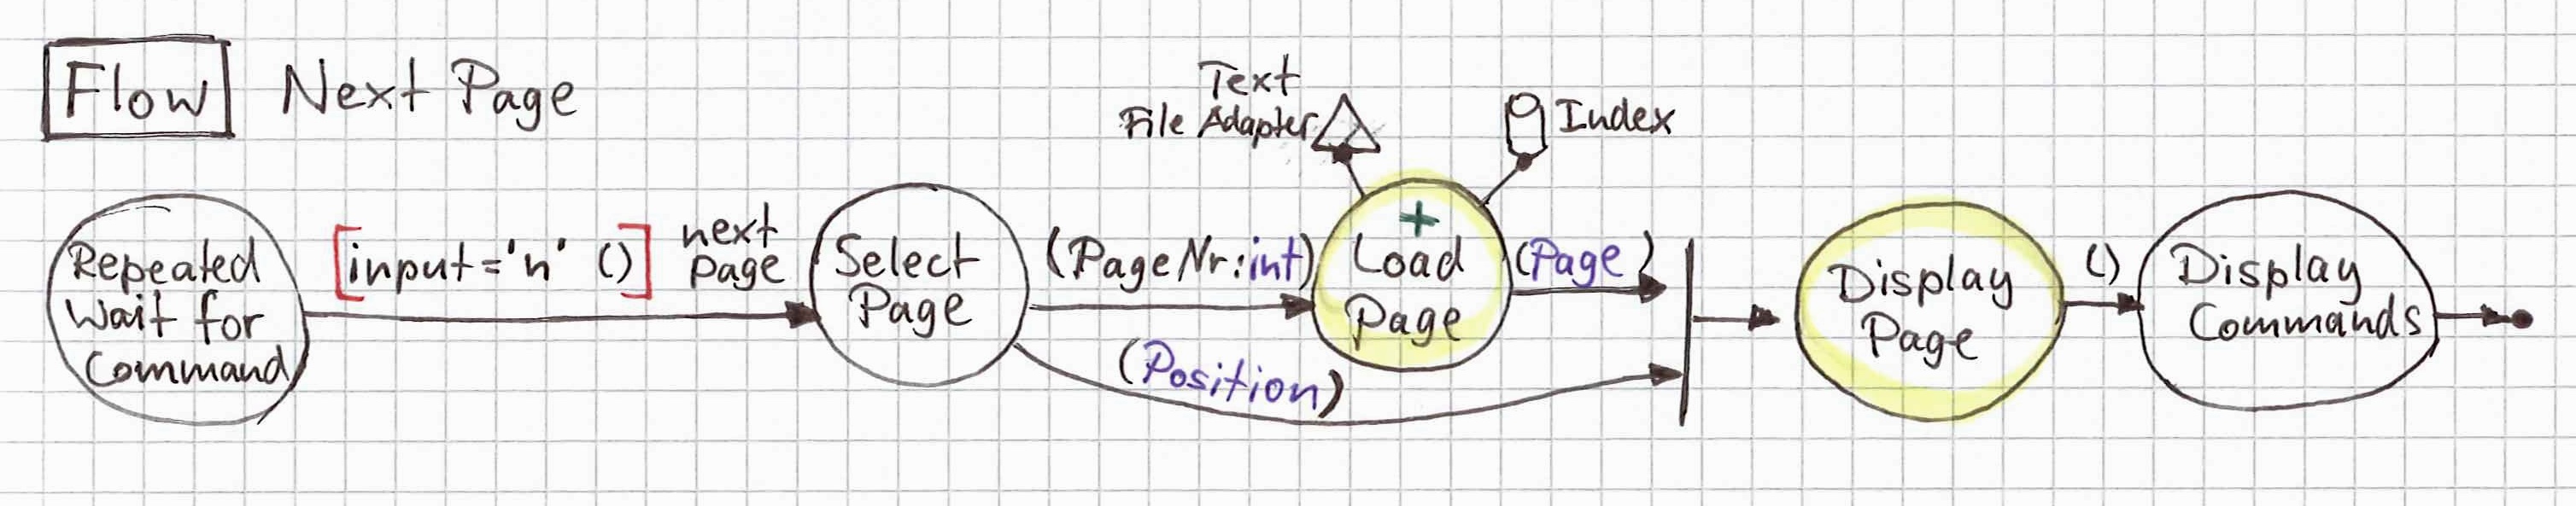 Flow Next Page
Text
File Adapter
Index
Repeated
Wait for
Command
[input='n' ()]
next
page
Select
Page
(PageNr:int)
+
Load
Page
(Page)
(Position)
Display
Page
()
Display
Commands